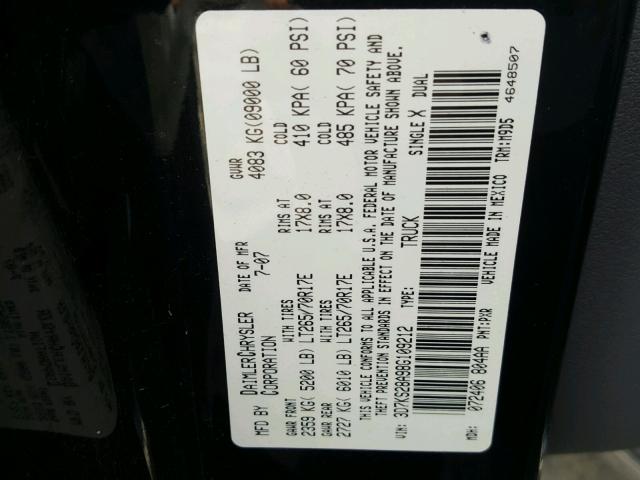 MFD BY DAIMLERCHRYSLER CORPORATION DATE OF MFR 7-07 GVWR 4083 KG(09000 LB)
GAWR FRONT WITH TIRES RIMS AT COLD
2359 KG( 5200 LB) LT265/70R17E 17X8.0 410 KPA( 60 PSI)
GAWR REAR WITH TIRES RIMS AT COLD
2727 KG( 6010 LB) LT265/70R17E 17X8.0 485 KPA( 70 PSI)
THIS VEHICLE CONFORMS TO ALL APPLICABLE U.S.A. FEDERAL MOTOR VEHICLE SAFETY AND
THEFT PREVENTION STANDARDS IN EFFECT ON THE DATE OF MANUFACTURE SHOWN ABOVE.
VIN: 3D7KS28A98G109212 TYPE: TRUCK SINGLE X DUAL
MDH: 072406 804AA PNT:PXR VEHICLE MADE IN MEXICO TRM:M9D5 4648507